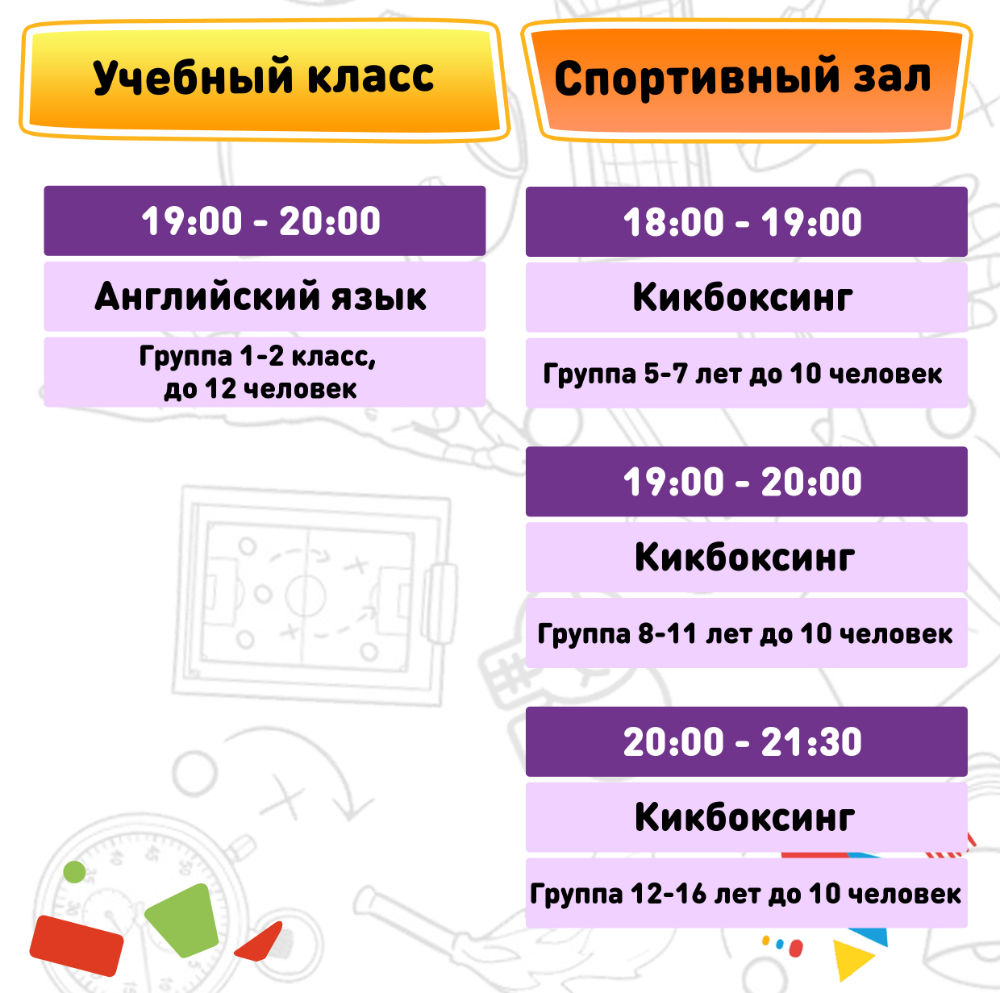 Учебный класс
19:00 - 20:00
Английский язык
Группа 1-2 класс,
до 12 человек
Спортивный зал
18:00 - 19:00
Кикбоксинг
Группа 5-7 лет до 10 человек
19:00 - 20:00
Кикбоксинг
Группа 8-11 лет до 10 человек
20:00 - 21:30
Кикбоксинг
Группа 12-16 лет до 10 человек